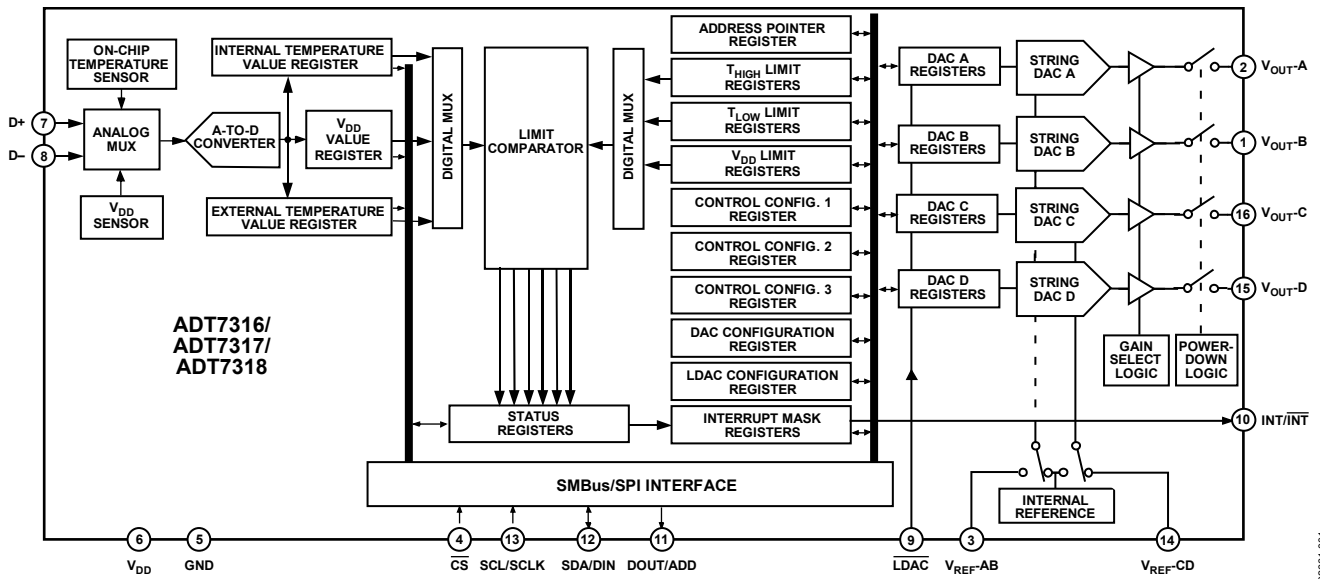 ON-CHIP
TEMPERATURE
SENSOR
INTERNAL TEMPERATURE
VALUE REGISTER
D+
7
D–
8
ANALOG
MUX
A-TO-D
CONVERTER
VDD
VALUE
REGISTER
VDD
SENSOR
EXTERNAL TEMPERATURE
VALUE REGISTER
DIGITAL MUX
LIMIT
COMPARATOR
DIGITAL MUX
ADDRESS POINTER
REGISTER
THIGH LIMIT
REGISTERS
TLOW LIMIT
REGISTERS
VDD LIMIT
REGISTERS
CONTROL CONFIG. 1
REGISTER
CONTROL CONFIG. 2
REGISTER
CONTROL CONFIG. 3
REGISTER
DAC CONFIGURATION
REGISTER
LDAC CONFIGURATION
REGISTER
INTERRUPT MASK
REGISTERS
STATUS
REGISTERS
ADT7316/
ADT7317/
ADT7318
DAC A
REGISTERS
STRING
DAC A
2
VOUT-A
DAC B
REGISTERS
STRING
DAC B
1
VOUT-B
DAC C
REGISTERS
STRING
DAC C
16
VOUT-C
DAC D
REGISTERS
STRING
DAC D
15
VOUT-D
GAIN
SELECT
LOGIC
POWER-
DOWN
LOGIC
10
INT/INT
INTERNAL
REFERENCE
SMBus/SPI INTERFACE
6
VDD
5
GND
4
CS
13
SCL/SCLK
12
SDA/DIN
11
DOUT/ADD
9
LDAC
3
VREF-AB
14
VREF-CD